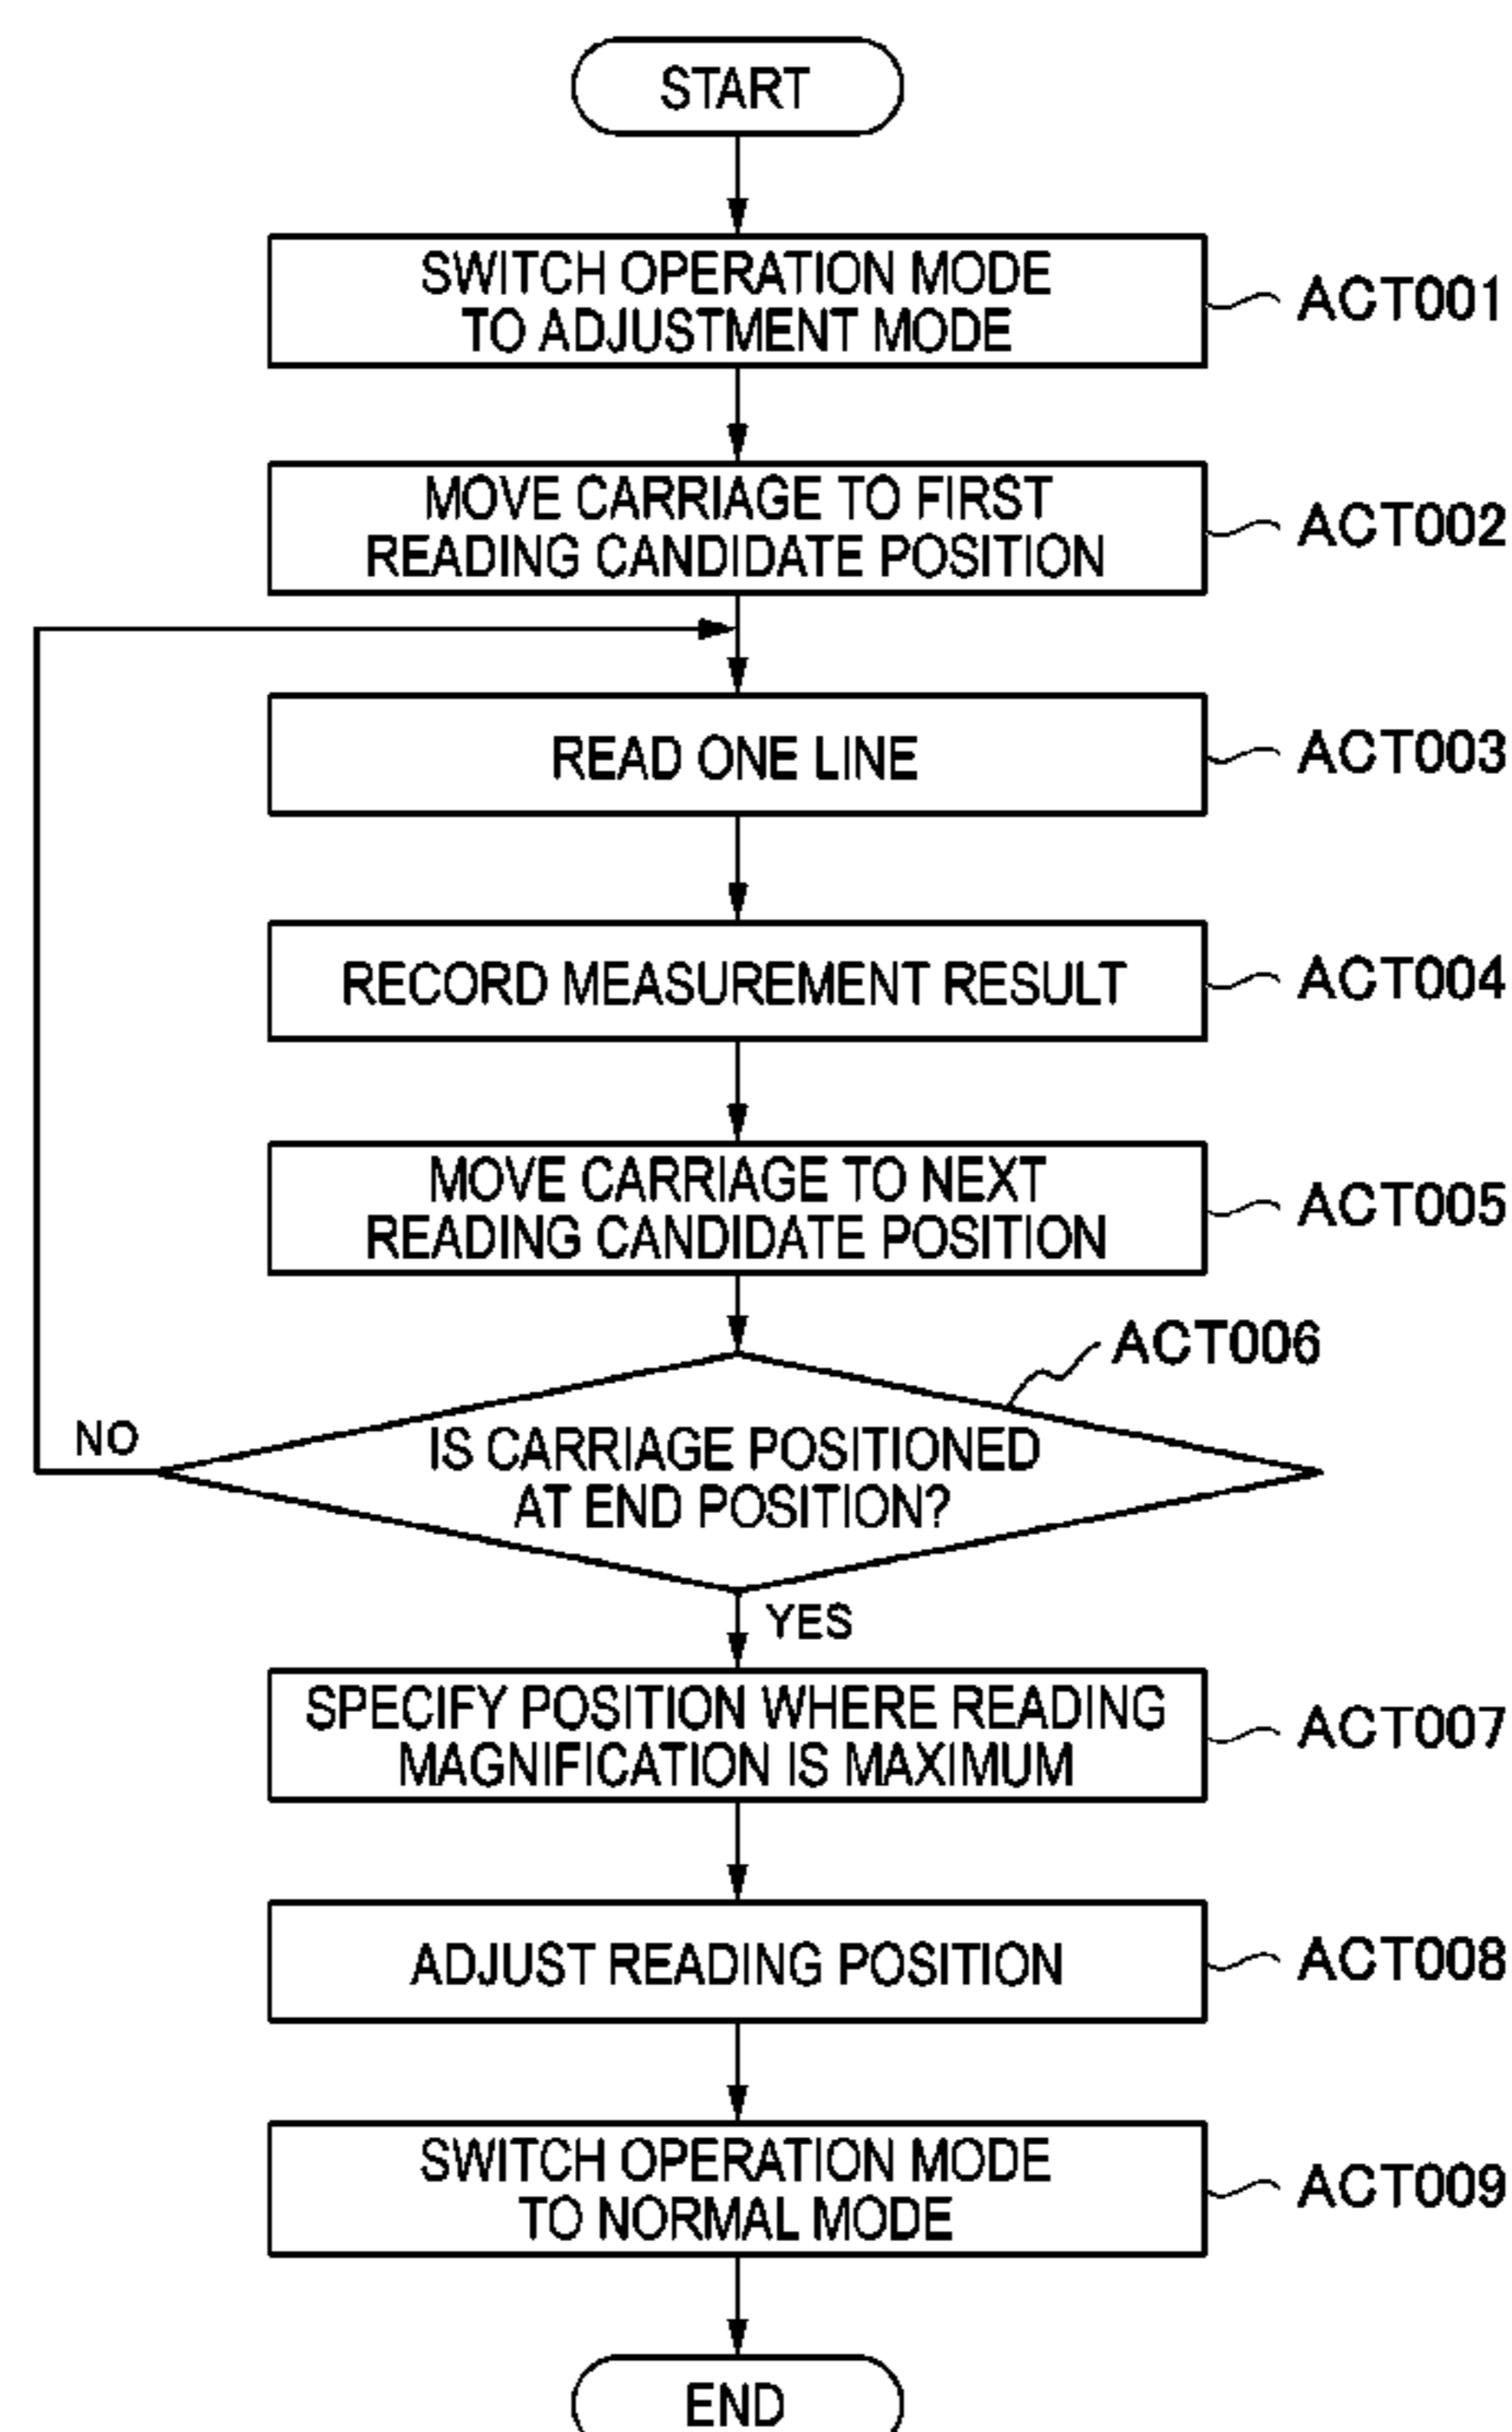 START
SWITCH OPERATION MODE
TO ADJUSTMENT MODE
ACT001
MOVE CARRIAGE TO FIRST
READING CANDIDATE POSITION
ACT002
READ ONE LINE
ACT003
RECORD MEASUREMENT RESULT
ACT004
MOVE CARRIAGE TO NEXT
READING CANDIDATE POSITION
ACT005
ACT006
IS CARRIAGE POSITIONED
AT END POSITION?
NO
YES
SPECIFY POSITION WHERE READING
MAGNIFICATION IS MAXIMUM
ACT007
ADJUST READING POSITION
ACT008
SWITCH OPERATION MODE
TO NORMAL MODE
ACT009
END